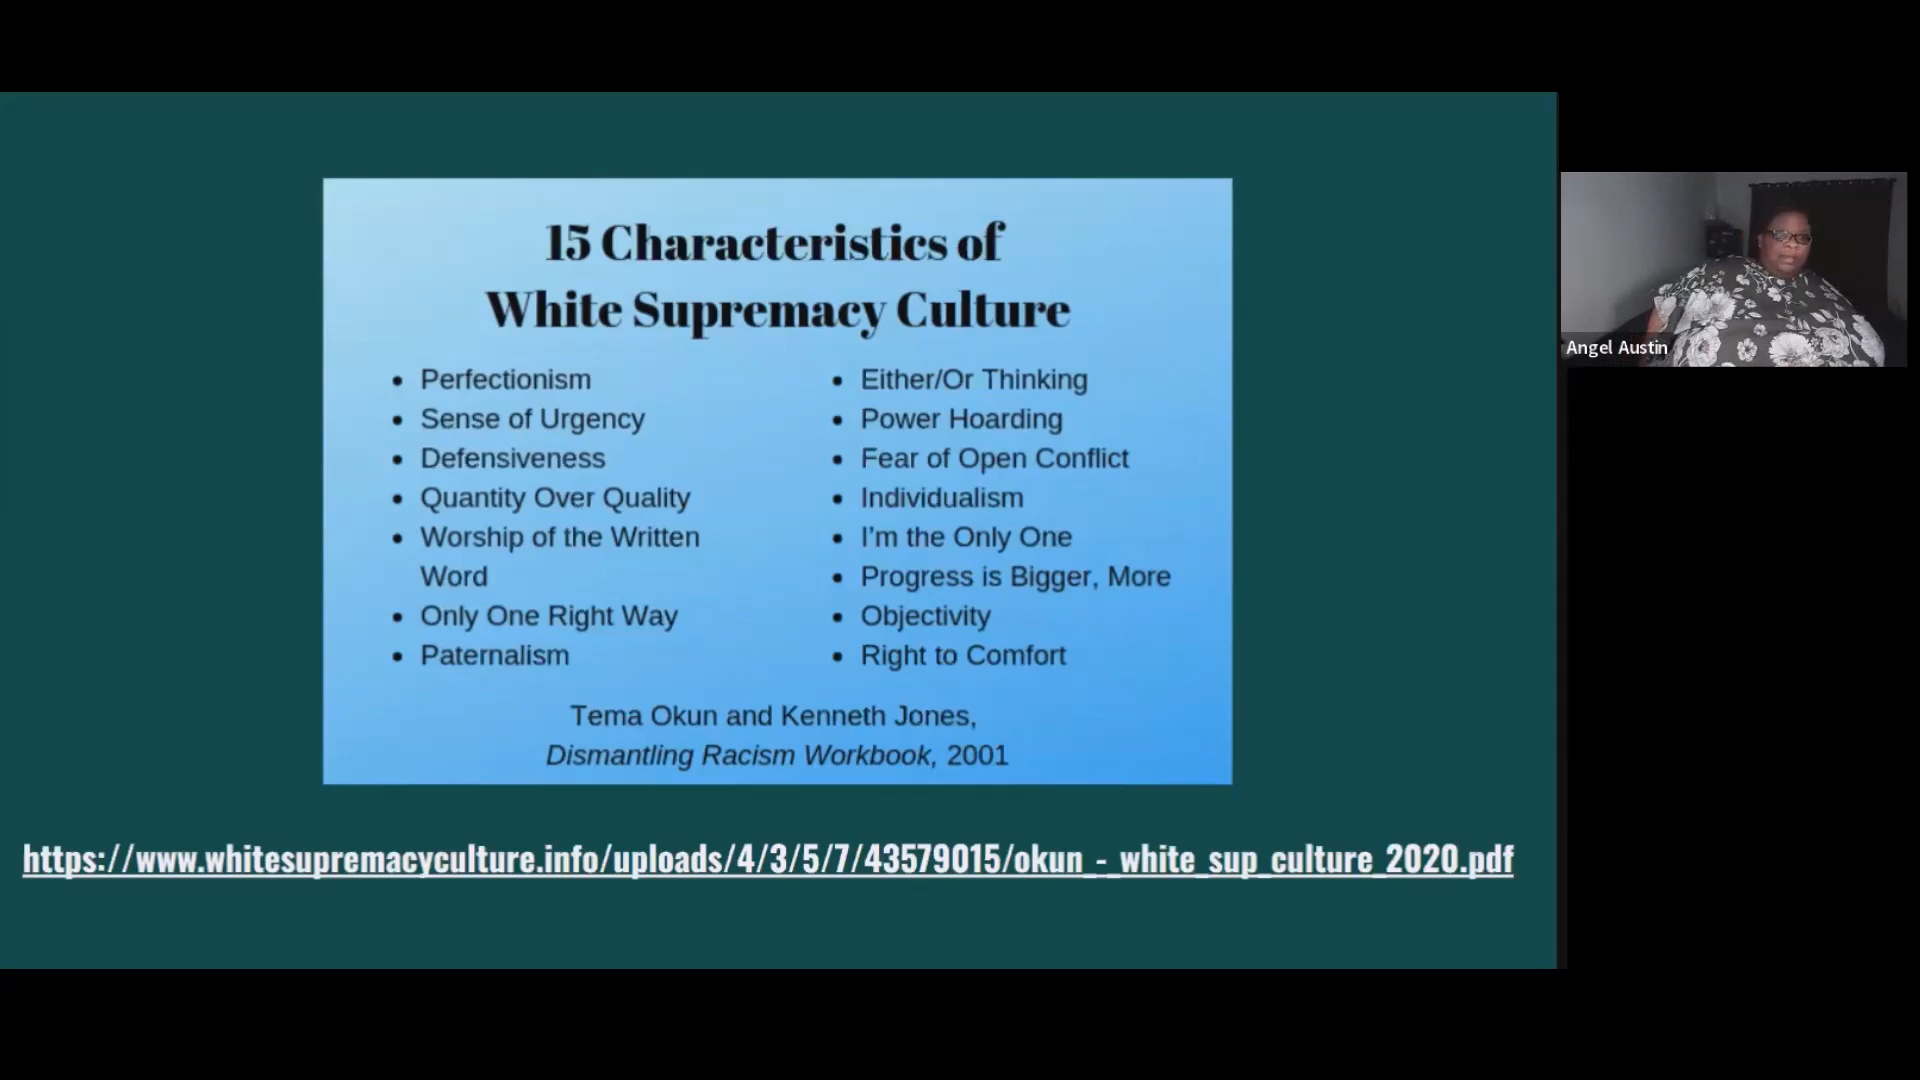 15 Characteristics of
White Supremacy Culture
• Perfectionism
• Sense of Urgency
• Defensiveness
• Quantity Over Quality
• Worship of the Written
Word
• Only One Right Way
• Paternalism
• Either/Or Thinking
• Power Hoarding
• Fear of Open Conflict
• Individualism
• I'm the Only One
• Progress is Bigger, More
• Objectivity
• Right to Comfort
Tema Okun and Kenneth Jones,
Dismantling Racism Workbook, 2001
https://www.whitesupremacyculture.info/uploads/4/3/5/7/43579015/okun_-_white_sup_culture_2020.pdf
Angel Austin